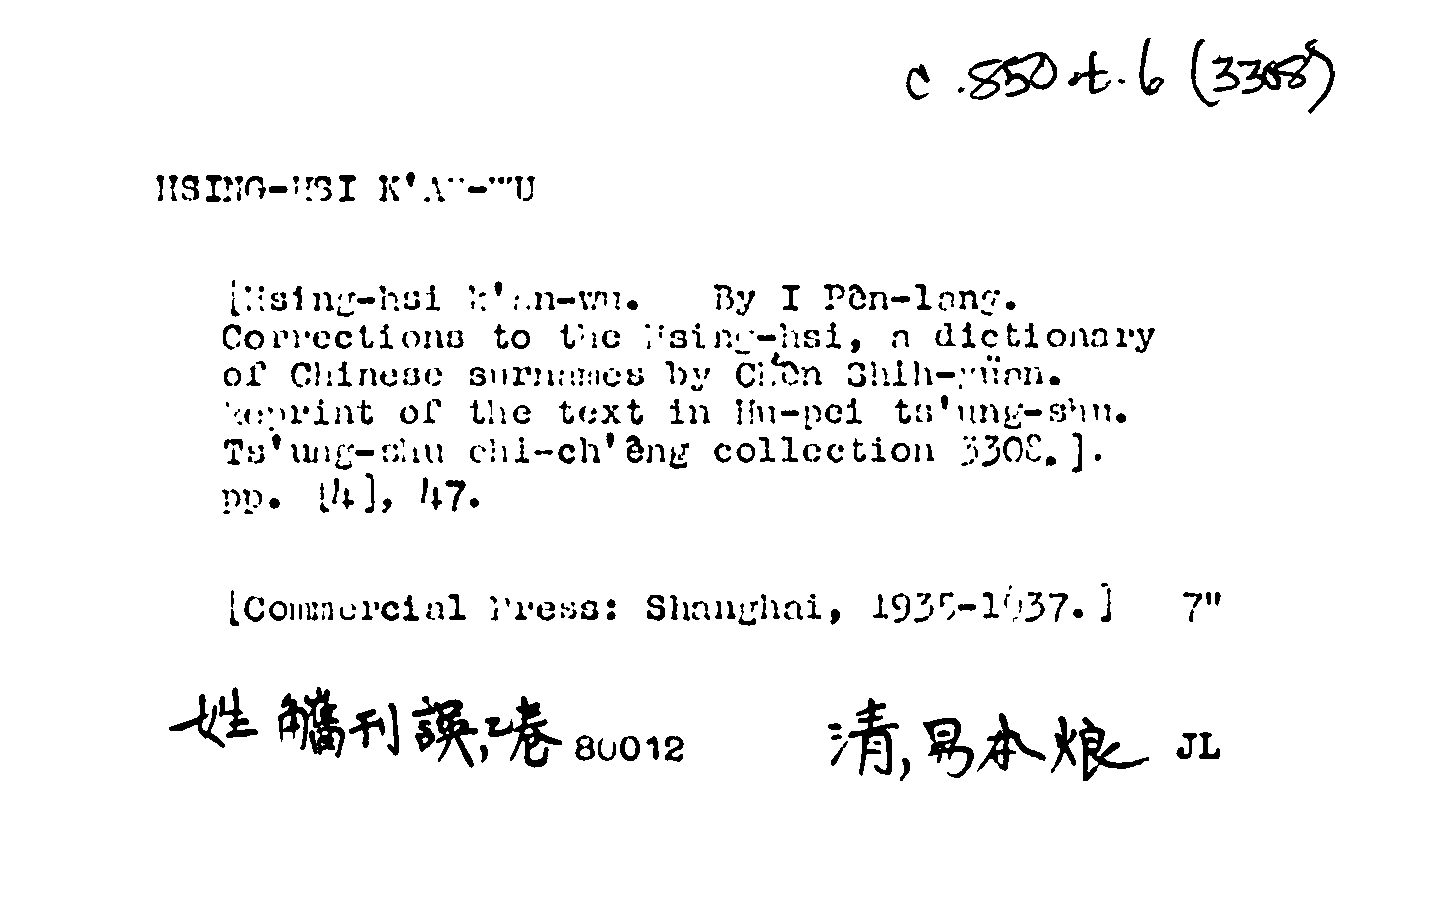 c .850.t.6 (3308)
HSING-HSI K'AN-WU
[Hsing-hsi k'an-wu. By I Pên-lang.
Corrections to the Hsing-hsi, a dictionary
of Chinese surnames by Ch'ên Shih-yüan.
Reprint of the text in Hu-pei ts'ung-shu.
Ts'ung-shu chi-ch'êng collection 3308.].
pp. [4], 47.
[Commercial Press: Shanghai, 1935-1937.] 7"
姓觿刊誤, 卷 80012 清, 易本烺 JL